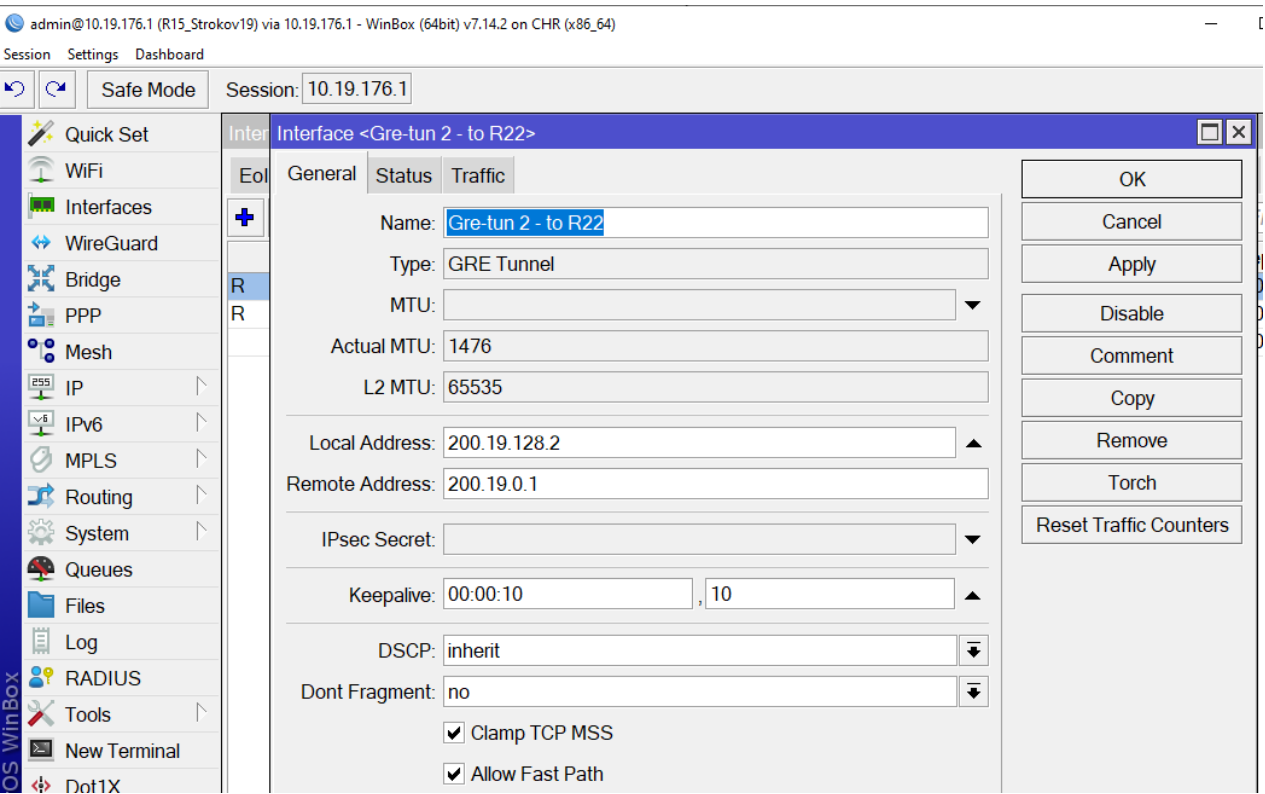 admin@10.19.176.1 (R15_Strokov19) via 10.19.176.1 - WinBox (64bit) v7.14.2 on CHR (x86_64)
Session Settings Dashboard
Safe Mode Session: 10.19.176.1
Quick Set
WiFi
Interfaces
WireGuard
Bridge
PPP
Mesh
255 IP
v6 IPv6
MPLS
Routing
System
Queues
Files
Log
RADIUS
Tools
New Terminal
Dot1X
OS WinBox
Inter
EoI
R
R
Interface <Gre-tun 2 - to R22>
General Status Traffic
Name: Gre-tun 2 - to R22
Type: GRE Tunnel
MTU:
Actual MTU: 1476
L2 MTU: 65535
Local Address: 200.19.128.2
Remote Address: 200.19.0.1
IPsec Secret:
Keepalive: 00:00:10 , 10
DSCP: inherit
Dont Fragment: no
Clamp TCP MSS
Allow Fast Path
OK
Cancel
Apply
Disable
Comment
Copy
Remove
Torch
Reset Traffic Counters